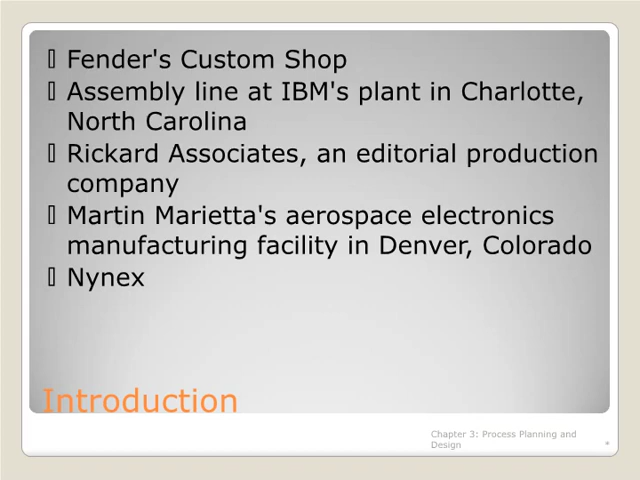 Fender's Custom Shop
Assembly line at IBM's plant in Charlotte,
North Carolina
Rickard Associates, an editorial production
company
Martin Marietta's aerospace electronics
manufacturing facility in Denver, Colorado
Nynex
Introduction
Chapter 3: Process Planning and
Design
*